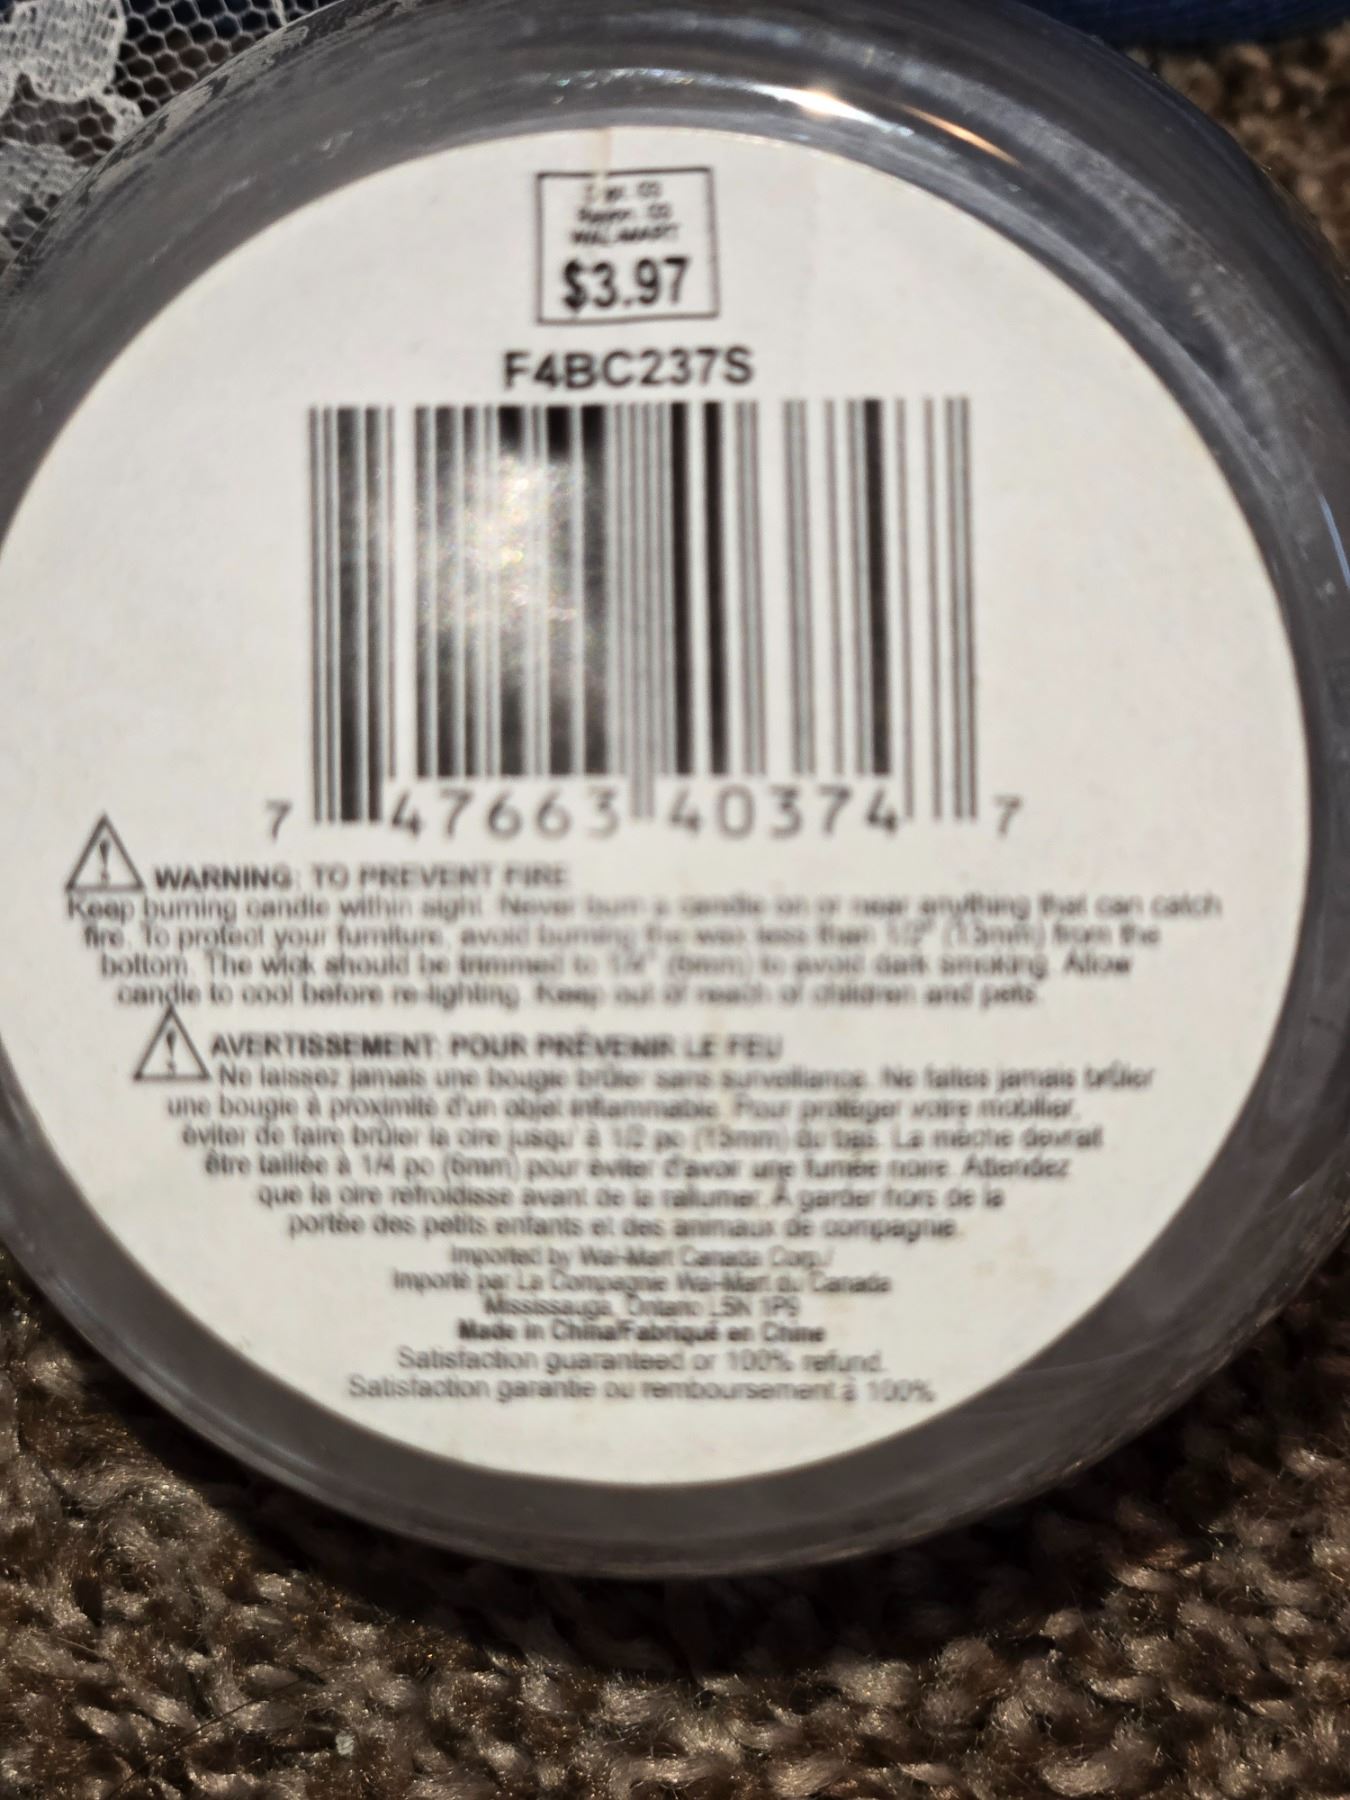 WAL-MART
$3.97
F4BC237S
7 47663 40374 7
WARNING: TO PREVENT FIRE
Keep burning candle within sight. Never burn a candle on or near anything that can catch
fire. To protect your furniture, avoid burning the wax less than 1/2" (13mm) from the
bottom. The wick should be trimmed to 1/4" (6mm) to avoid dark smoking. Allow
candle to cool before re-lighting. Keep out of reach of children and pets.
AVERTISSEMENT: POUR PRÉVENIR LE FEU
Ne laissez jamais une bougie brûler sans surveillance. Ne faites jamais brûler
une bougie à proximité d'un objet inflammable. Pour protéger votre mobilier,
éviter de faire brûler la cire jusqu' à 1/2 po (13mm) du bas. La mèche devrait
être taillée à 1/4 po (6mm) pour éviter d'avoir une fumée noire. Attendez
que la cire refroidisse avant de la rallumer. À garder hors de la
portée des petits enfants et des animaux de compagnie.
Imported by Wal-Mart Canada Corp./
Importé par La Compagnie Wal-Mart du Canada
Mississauga, Ontario L5N 1P9
Made in China/Fabriqué en Chine
Satisfaction guaranteed or 100% refund.
Satisfaction garantie ou remboursement à 100%